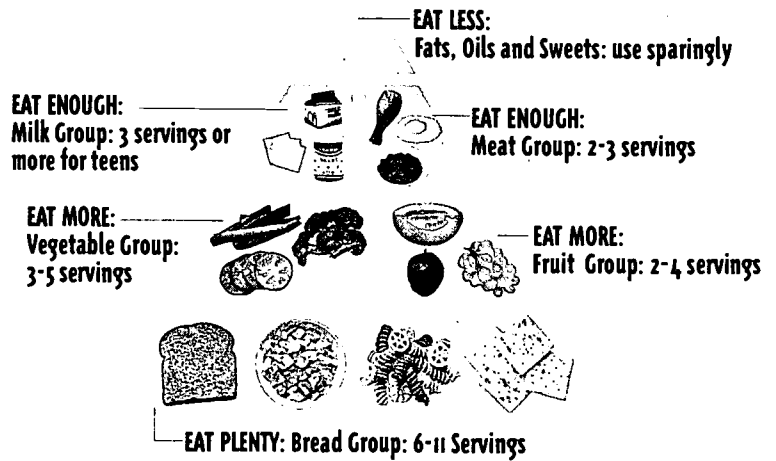 EAT LESS:
Fats, Oils and Sweets: use sparingly
EAT ENOUGH:
Milk Group: 3 servings or
more for teens
EAT ENOUGH:
Meat Group: 2-3 servings
EAT MORE:
Vegetable Group:
3-5 servings
EAT MORE:
Fruit Group: 2-4 servings
EAT PLENTY: Bread Group: 6-11 Servings